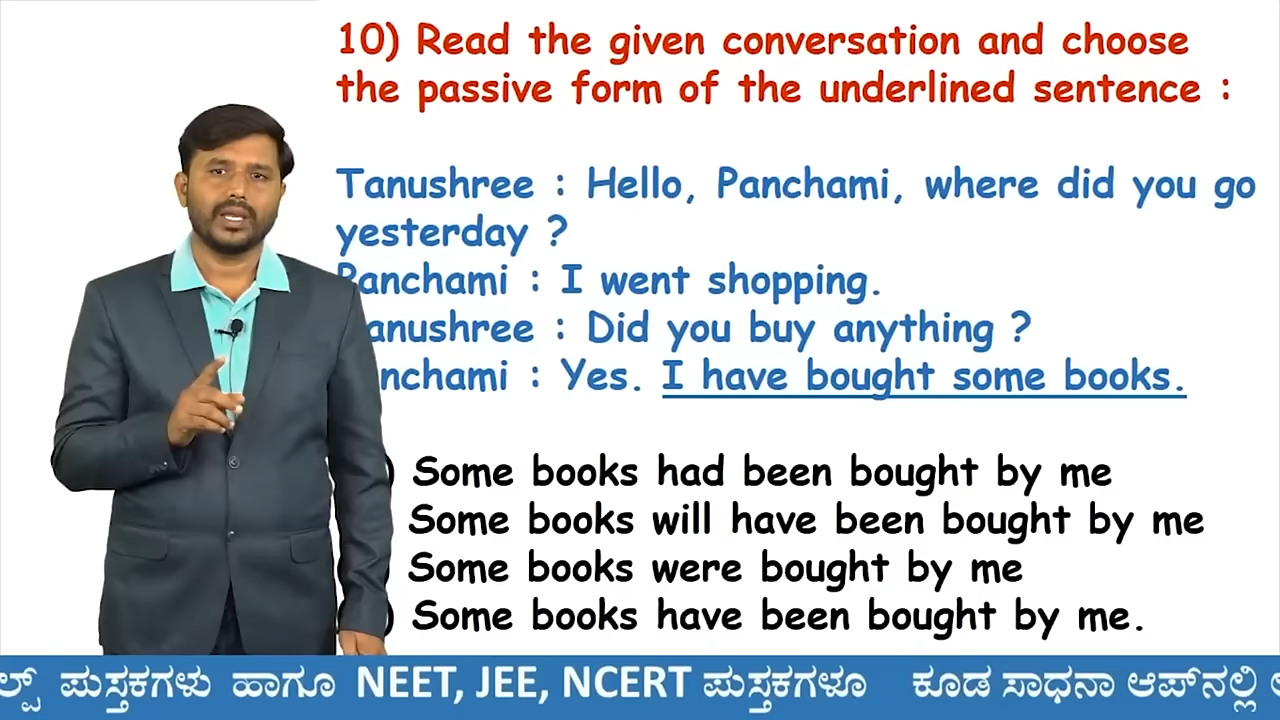 10) Read the given conversation and choose
the passive form of the underlined sentence :
Tanushree : Hello, Panchami, where did you go
yesterday ?
Panchami : I went shopping.
anushree : Did you buy anything ?
nchami : Yes. I have bought some books.
) Some books had been bought by me
Some books will have been bought by me
) Some books were bought by me
) Some books have been bought by me.
ಲ್ಪ್ ಪುಸ್ತಕಗಳು ಹಾಗೂ NEET, JEE, NCERT ಪುಸ್ತಕಗಳೂ ಕೂಡ ಸಾಧನಾ ಆಪ್‌ನಲ್ಲಿ